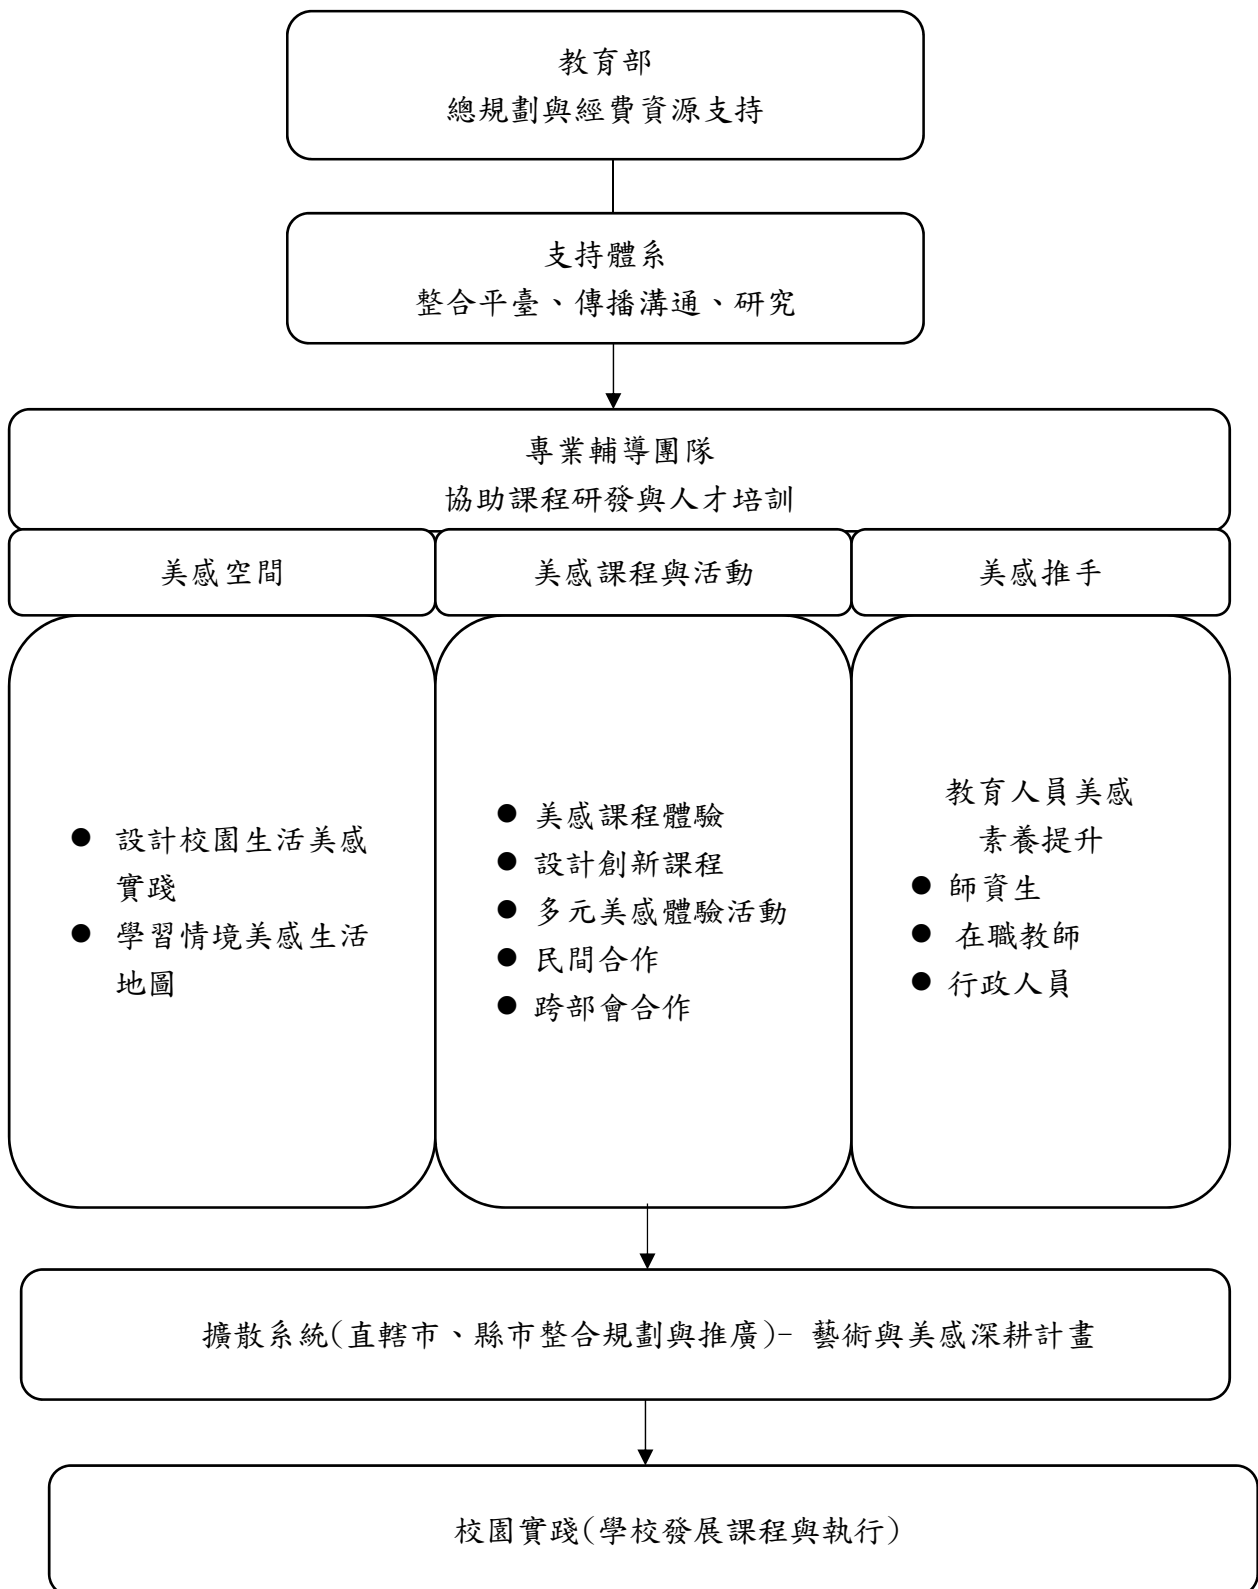 教育部
總規劃與經費資源支持
支持體系
整合平臺、傳播溝通、研究
專業輔導團隊
協助課程研發與人才培訓
美感空間
美感課程與活動
美感推手
● 設計校園生活美感
實踐
● 學習情境美感生活
地圖
● 美感課程體驗
● 設計創新課程
● 多元美感體驗活動
● 民間合作
● 跨部會合作
教育人員美感
素養提升
● 師資生
● 在職教師
● 行政人員
擴散系統(直轄市、縣市整合規劃與推廣)- 藝術與美感深耕計畫
校園實踐(學校發展課程與執行)